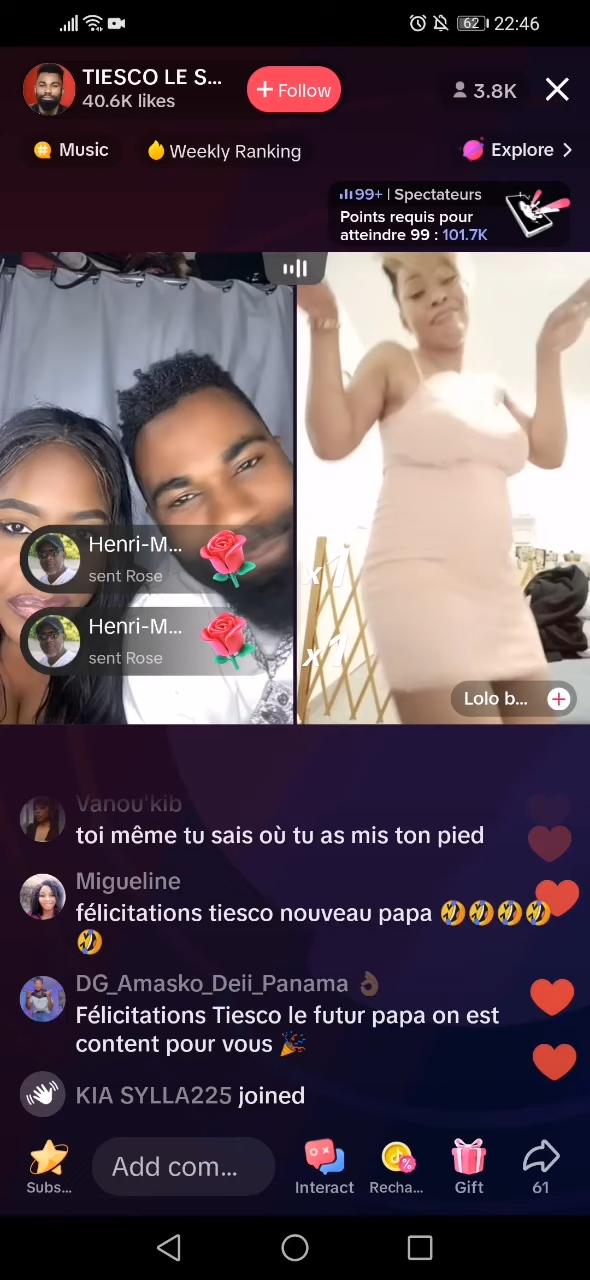 22:46
62
TIESCO LE S...
40.6K likes
+ Follow
3.8K
Music
Weekly Ranking
Explore
99+ | Spectateurs
Points requis pour
atteindre 99 : 101.7K
Henri-M...
sent Rose
x1
Henri-M...
sent Rose
x1
Lolo b...
Vanou'kib
toi même tu sais où tu as mis ton pied
Migueline
félicitations tiesco nouveau papa 🤣🤣🤣🤣
🤣
DG_Amasko_Deii_Panama 👌🏾
Félicitations Tiesco le futur papa on est
content pour vous 🎉
KIA SYLLA225 joined
Subs...
Add com...
Interact
Recha...
Gift
61